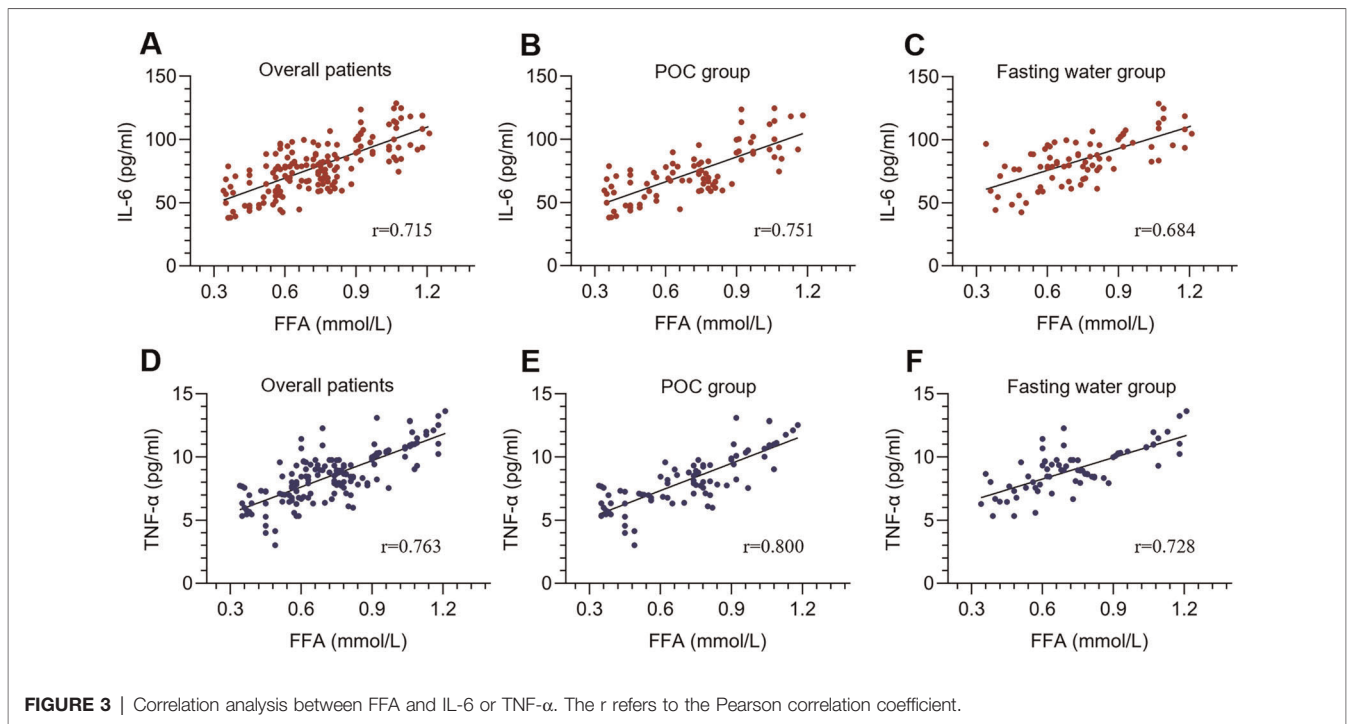 A
Overall patients
150
100
50
0
IL-6 (pg/ml)
r=0.715
0.3 0.6 0.9 1.2
FFA (mmol/L)
B
POC group
150
100
50
0
IL-6 (pg/ml)
r=0.751
0.3 0.6 0.9 1.2
FFA (mmol/L)
C
Fasting water group
150
100
50
0
IL-6 (pg/ml)
r=0.684
0.3 0.6 0.9 1.2
FFA (mmol/L)
D
Overall patients
15
10
5
0
TNF-α (pg/ml)
r=0.763
0.3 0.6 0.9 1.2
FFA (mmol/L)
E
POC group
15
10
5
0
TNF-α (pg/ml)
r=0.800
0.3 0.6 0.9 1.2
FFA (mmol/L)
F
Fasting water group
15
10
5
0
TNF-α (pg/ml)
r=0.728
0.3 0.6 0.9 1.2
FFA (mmol/L)
FIGURE 3 | Correlation analysis between FFA and IL-6 or TNF-α. The r refers to the Pearson correlation coefficient.